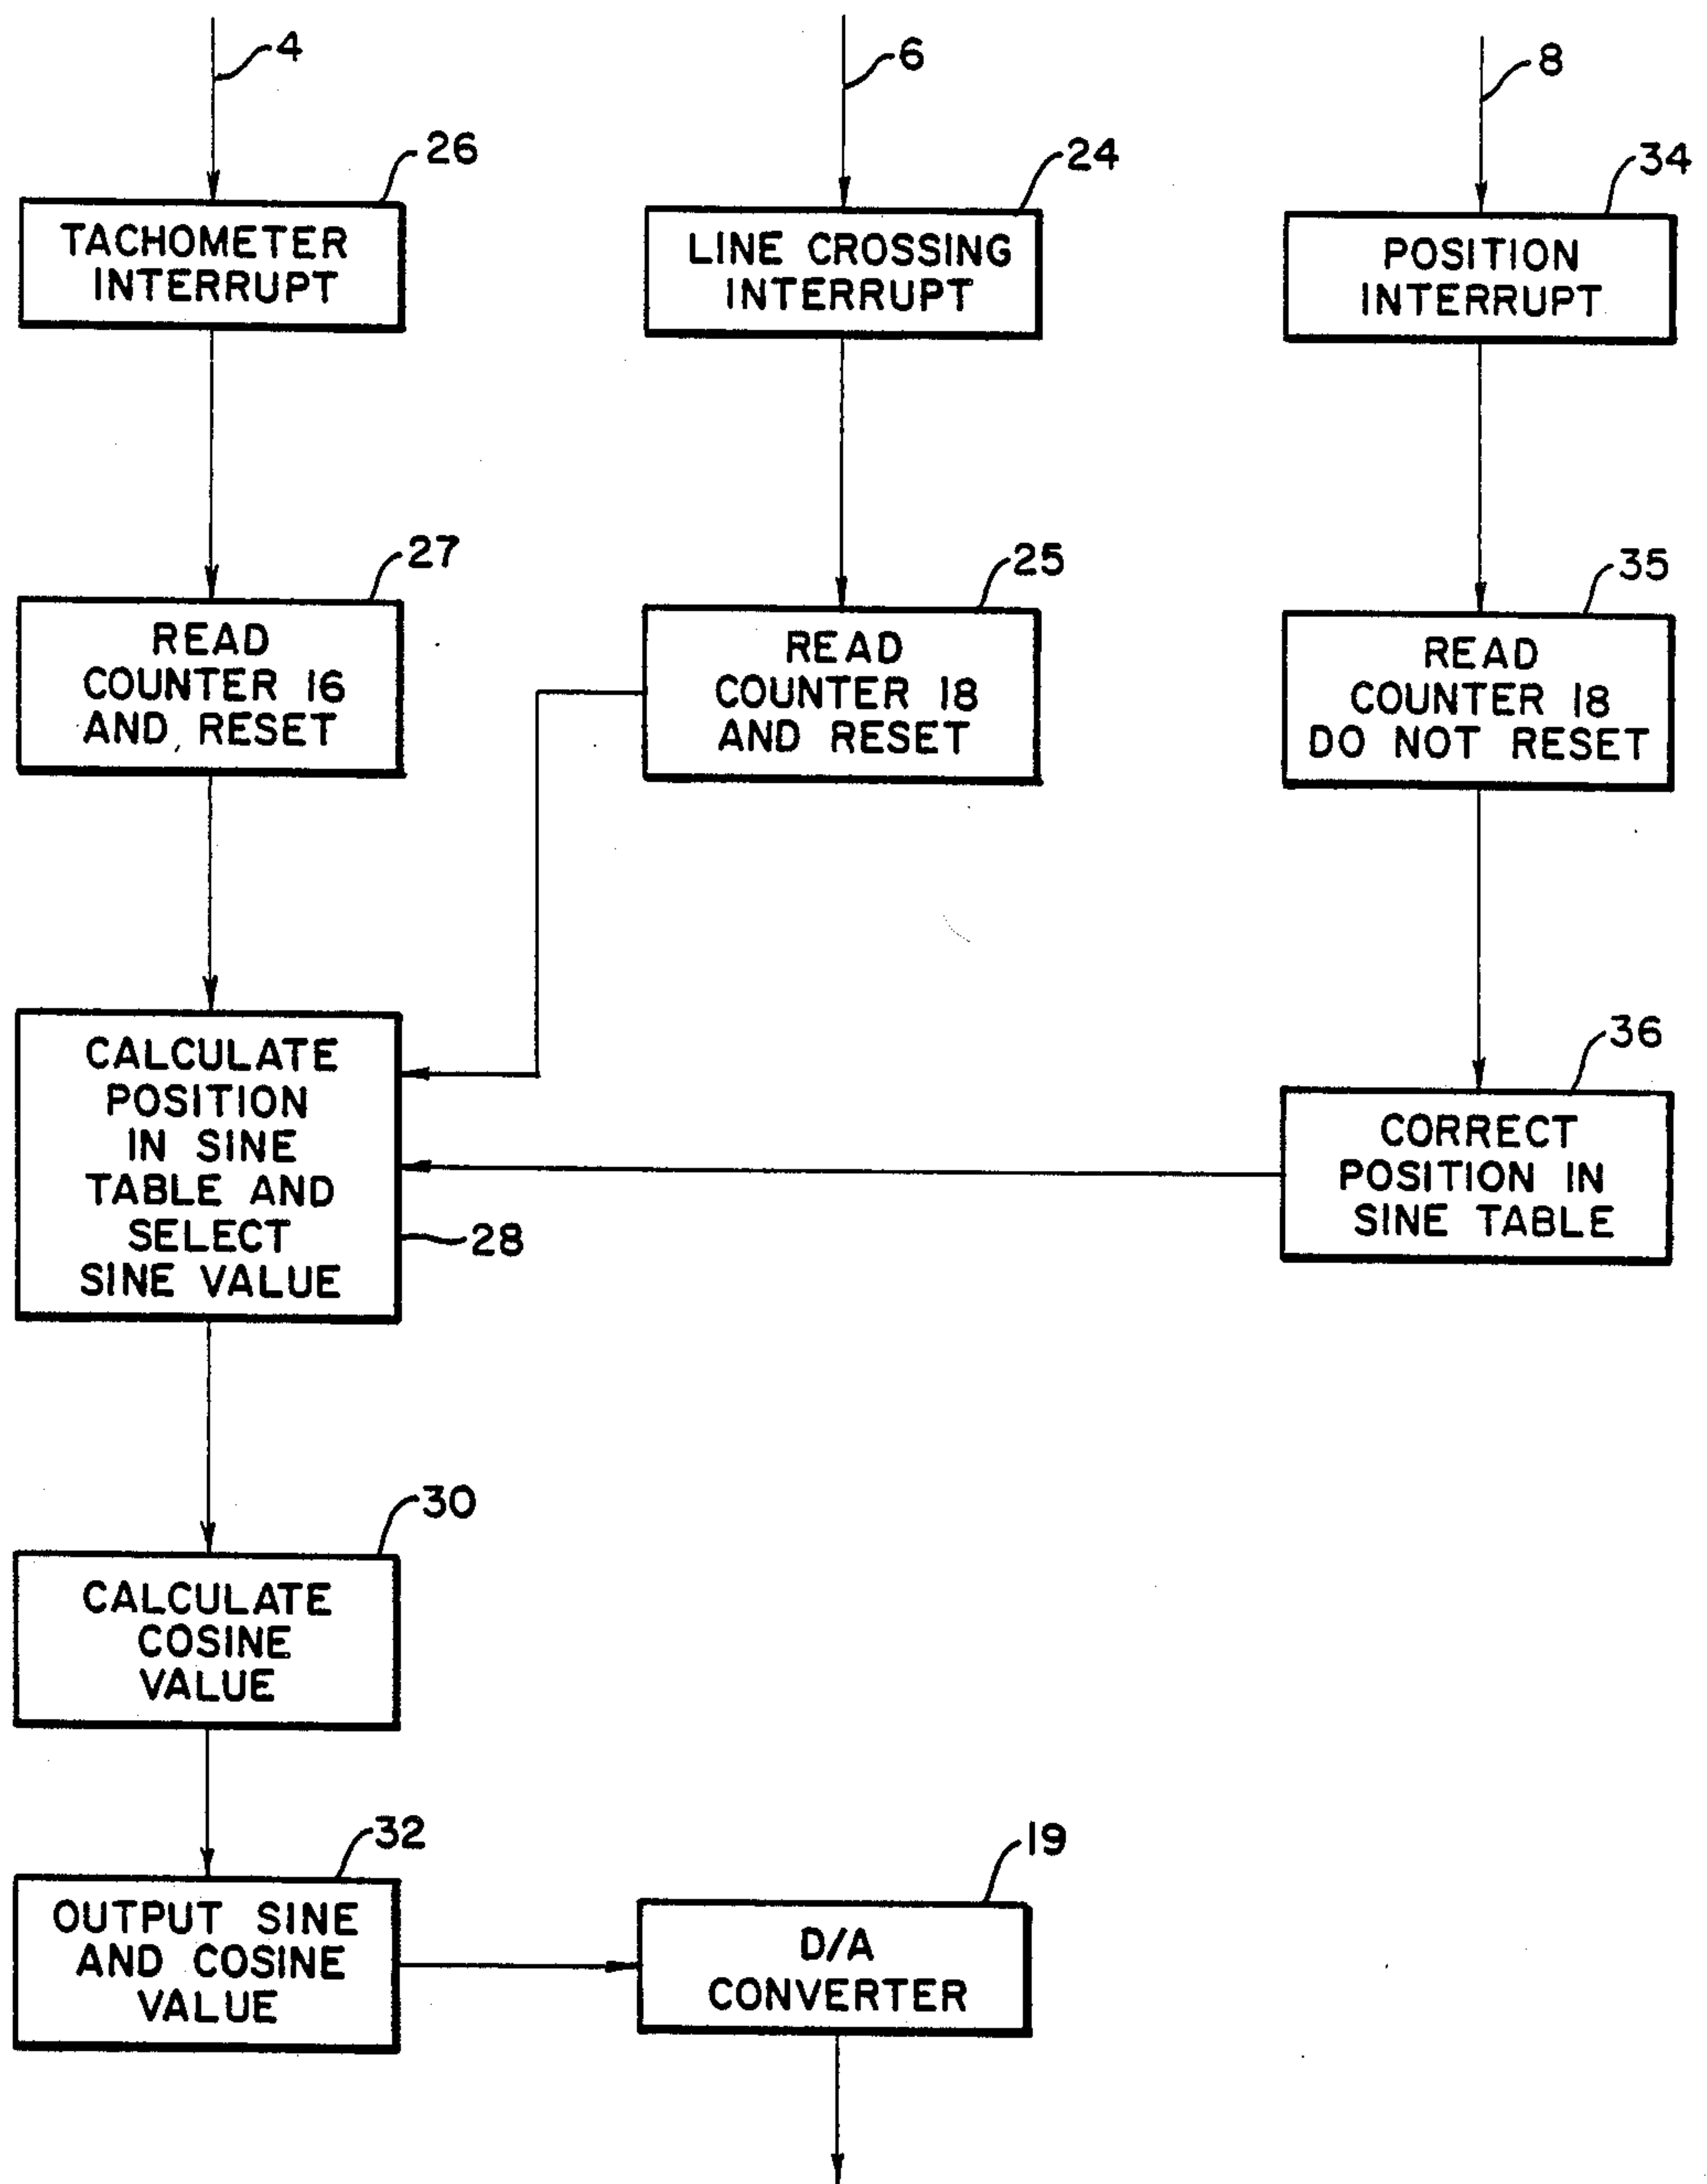 4
6
8
26
TACHOMETER
INTERRUPT
24
LINE CROSSING
INTERRUPT
34
POSITION
INTERRUPT
27
READ
COUNTER 16
AND RESET
25
READ
COUNTER 18
AND RESET
35
READ
COUNTER 18
DO NOT RESET
CALCULATE
POSITION
IN SINE
TABLE AND
SELECT
SINE VALUE
28
36
CORRECT
POSITION IN
SINE TABLE
30
CALCULATE
COSINE
VALUE
32
OUTPUT SINE
AND COSINE
VALUE
19
D/A
CONVERTER